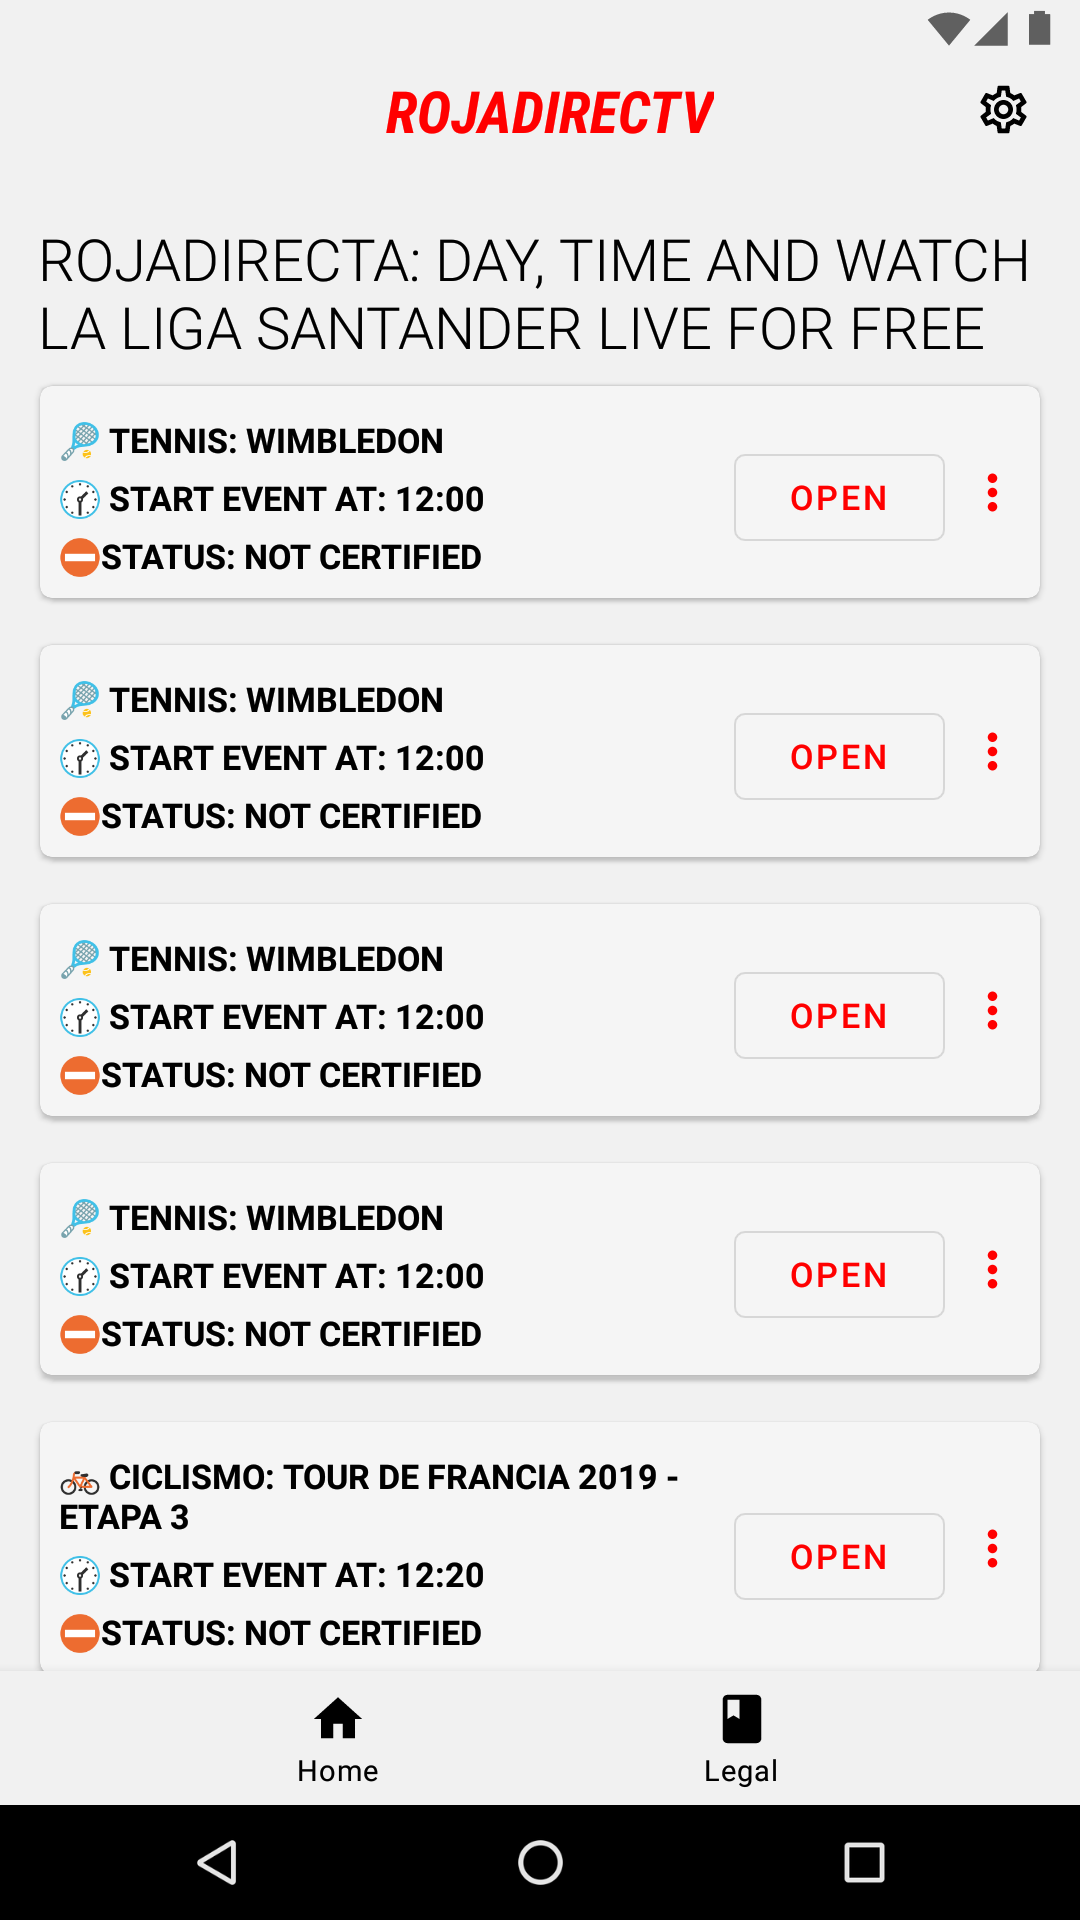 ROJADIRECTV
ROJADIRECTA: DAY, TIME AND WATCH
LA LIGA SANTANDER LIVE FOR FREE
TENNIS: WIMBLEDON
START EVENT AT: 12:00
STATUS: NOT CERTIFIED
OPEN
TENNIS: WIMBLEDON
START EVENT AT: 12:00
STATUS: NOT CERTIFIED
OPEN
TENNIS: WIMBLEDON
START EVENT AT: 12:00
STATUS: NOT CERTIFIED
OPEN
TENNIS: WIMBLEDON
START EVENT AT: 12:00
STATUS: NOT CERTIFIED
OPEN
CICLISMO: TOUR DE FRANCIA 2019 -
ETAPA 3
START EVENT AT: 12:20
STATUS: NOT CERTIFIED
OPEN
Home
Legal